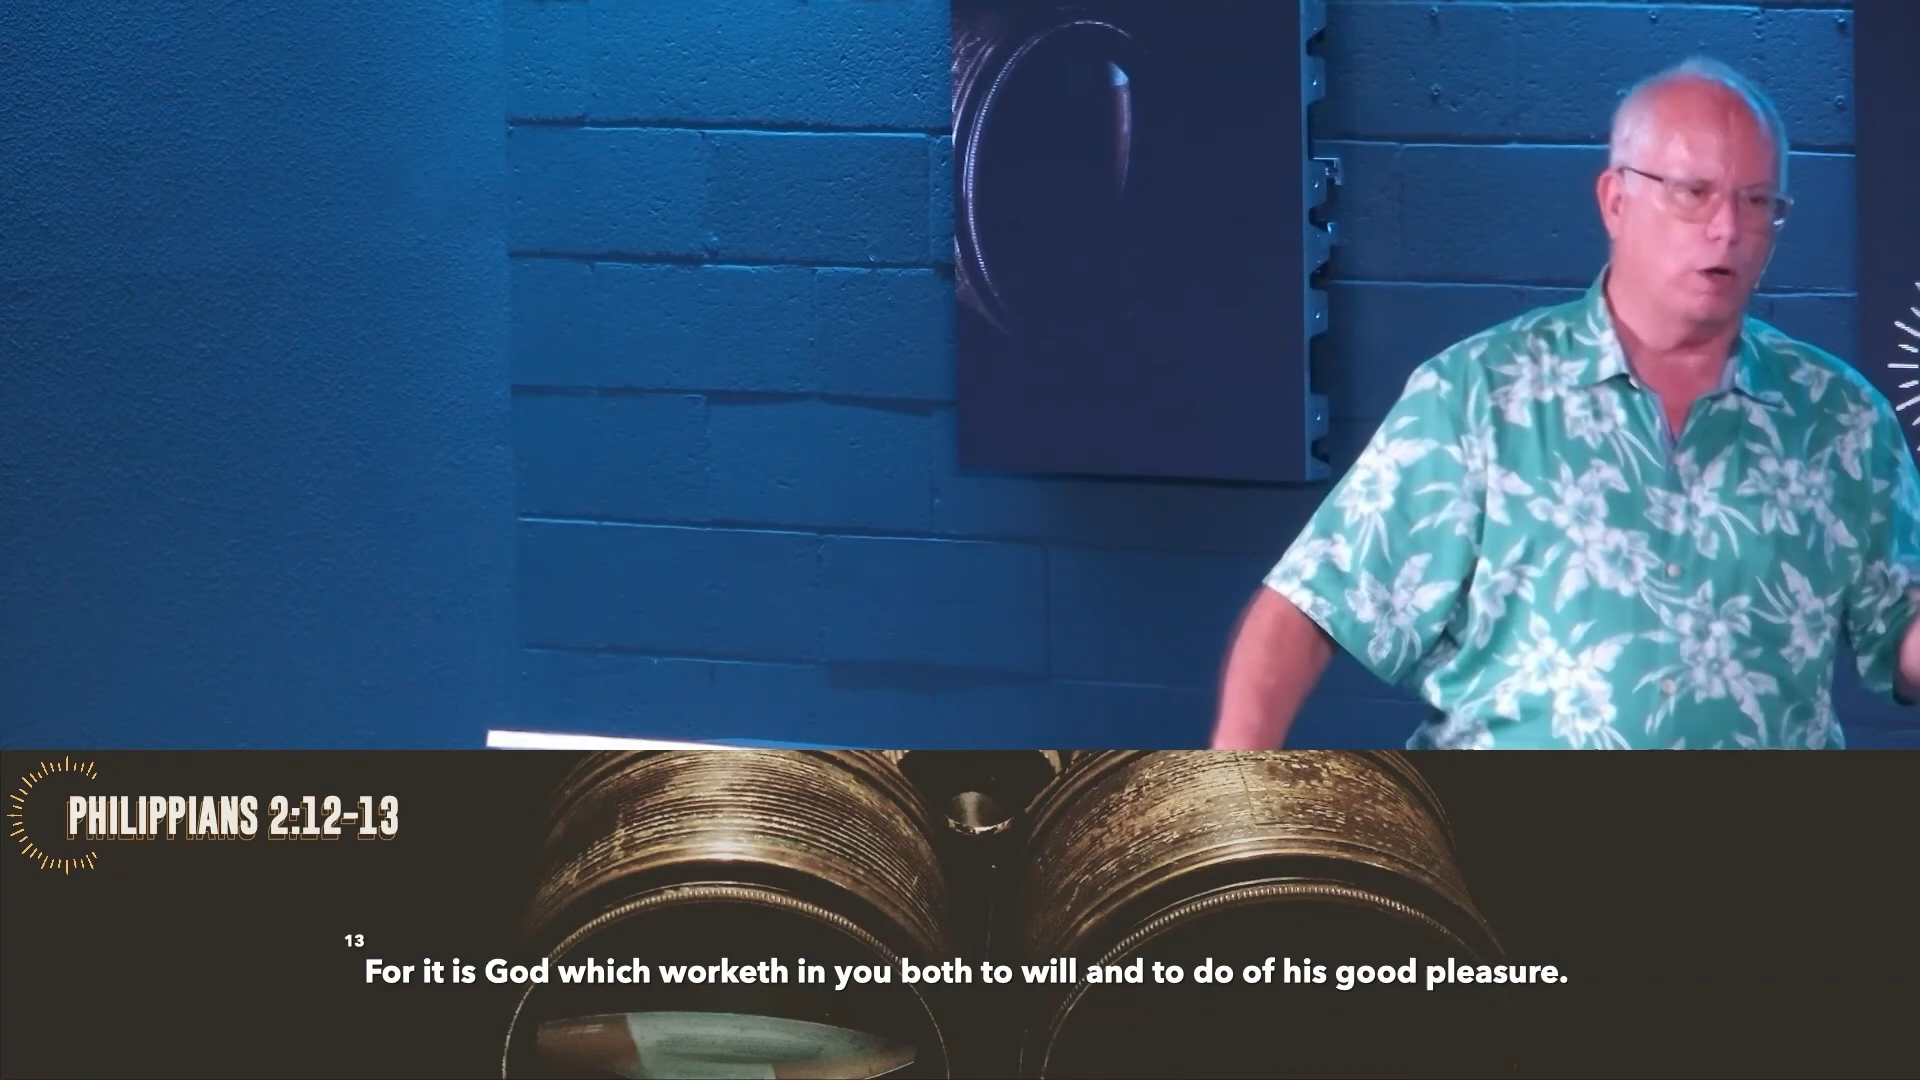 PHILIPPIANS 2:12-13
13
For it is God which worketh in you both to will and to do of his good pleasure.